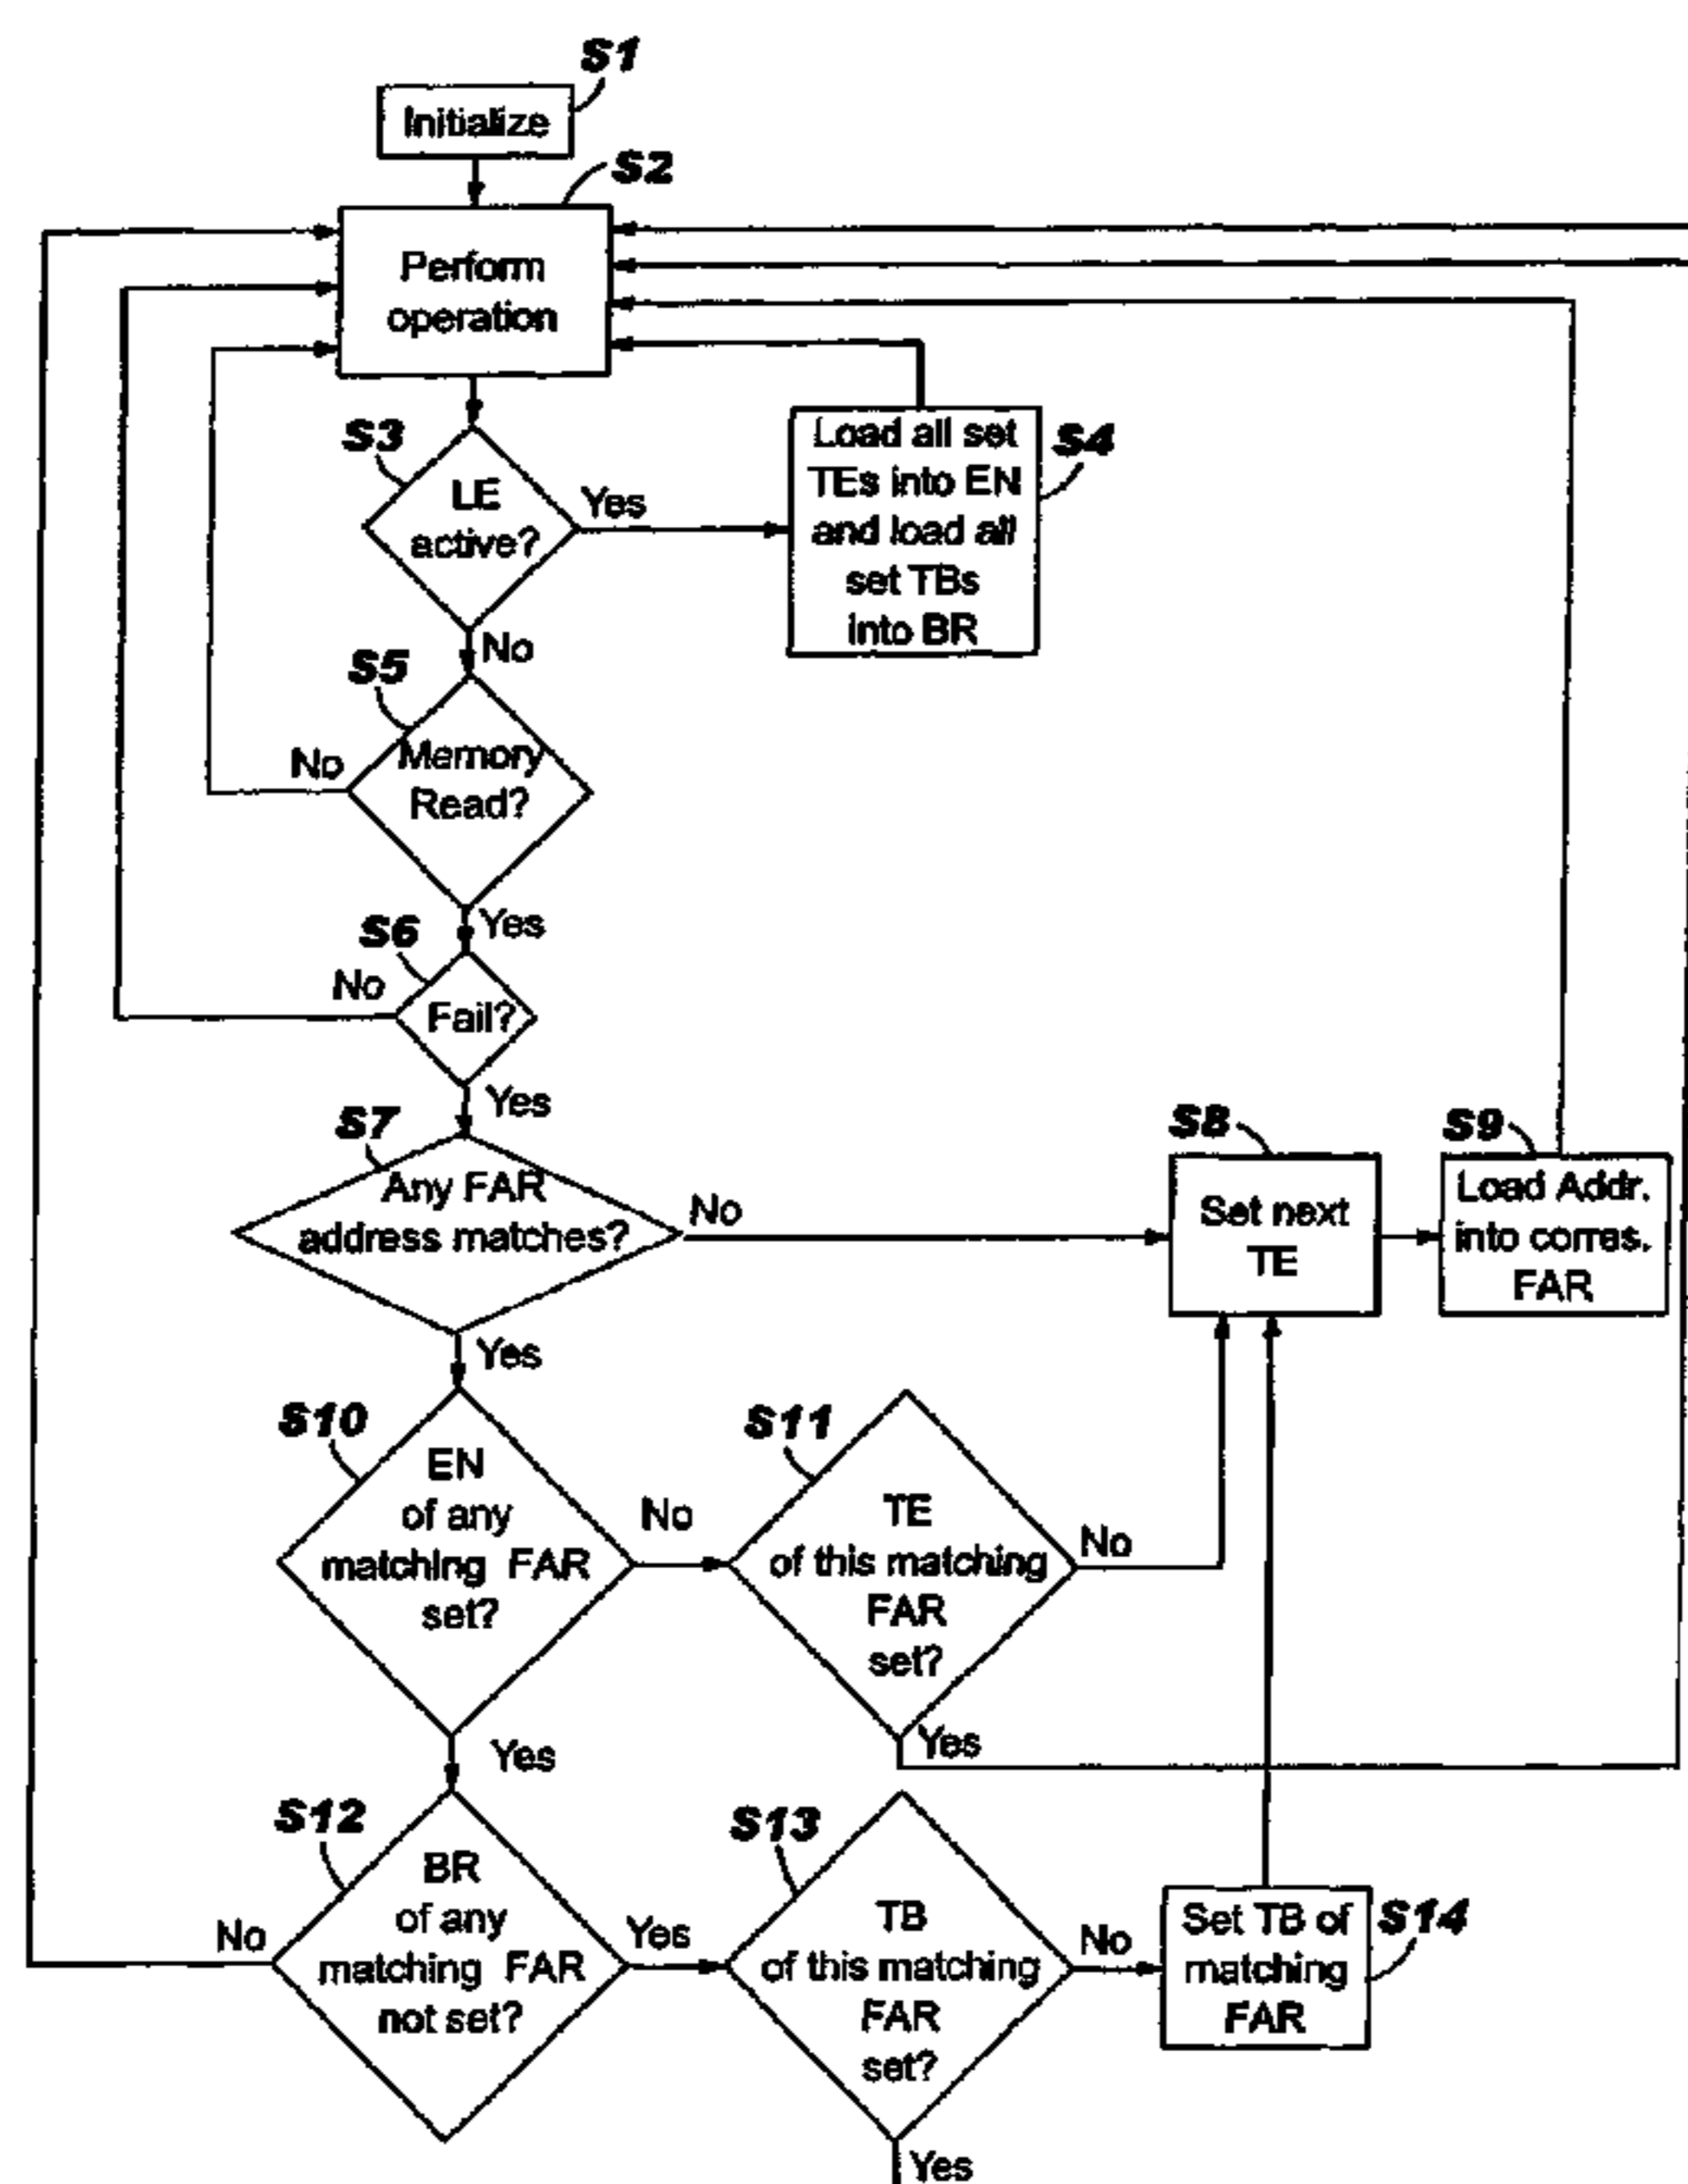 S1
Initialize
S2
Perform
operation
S3
LE
active?
Yes
Load all set
TEs into EN
and load all
set TBs
into BR
S4
No
S5
Memory
Read?
No
Yes
S6
No
Fail?
Yes
S7
Any FAR
address matches?
No
S8
Set next
TE
S9
Load Addr.
into corres.
FAR
Yes
S10
EN
of any
matching FAR
set?
No
S11
TE
of this matching
FAR
set?
No
Yes
Yes
S12
BR
of any
matching FAR
not set?
No
Yes
S13
TB
of this matching
FAR
set?
No
Set TB of
matching
FAR
S14
Yes